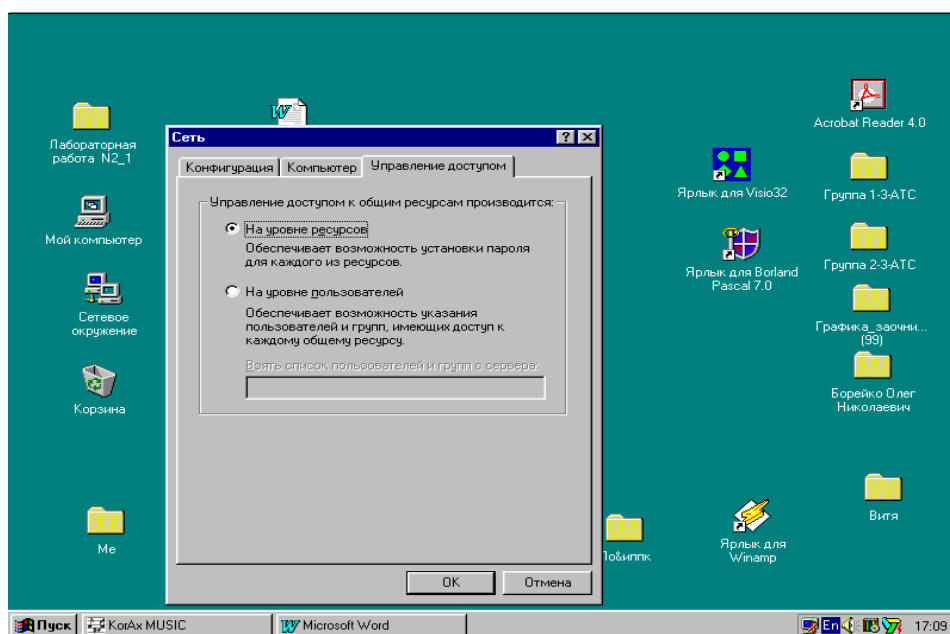 Лабораторная
работа N2_1
Мой компьютер
Сетевое
окружение
Корзина
Me
Сеть
Конфигурация
Компьютер
Управление доступом
Управление доступом к общим ресурсам производится:
На уровне ресурсов
Обеспечивает возможность установки пароля
для каждого из ресурсов.
На уровне пользователей
Обеспечивает возможность указания
пользователей и групп, имеющих доступ к
каждому общему ресурсу.
Взять список пользователей и групп с сервера:
OK
Отмена
Ярлык для Visio32
Ярлык для Borland
Pascal 7.0
Ярлык для
Winamp
Acrobat Reader 4.0
Группа 1-3-АТС
Группа 2-3-АТС
Графика_заочни...
(99)
Борейко Олег
Николаевич
Витя
Пуск
KorAx MUSIC
Microsoft Word
En
17:09